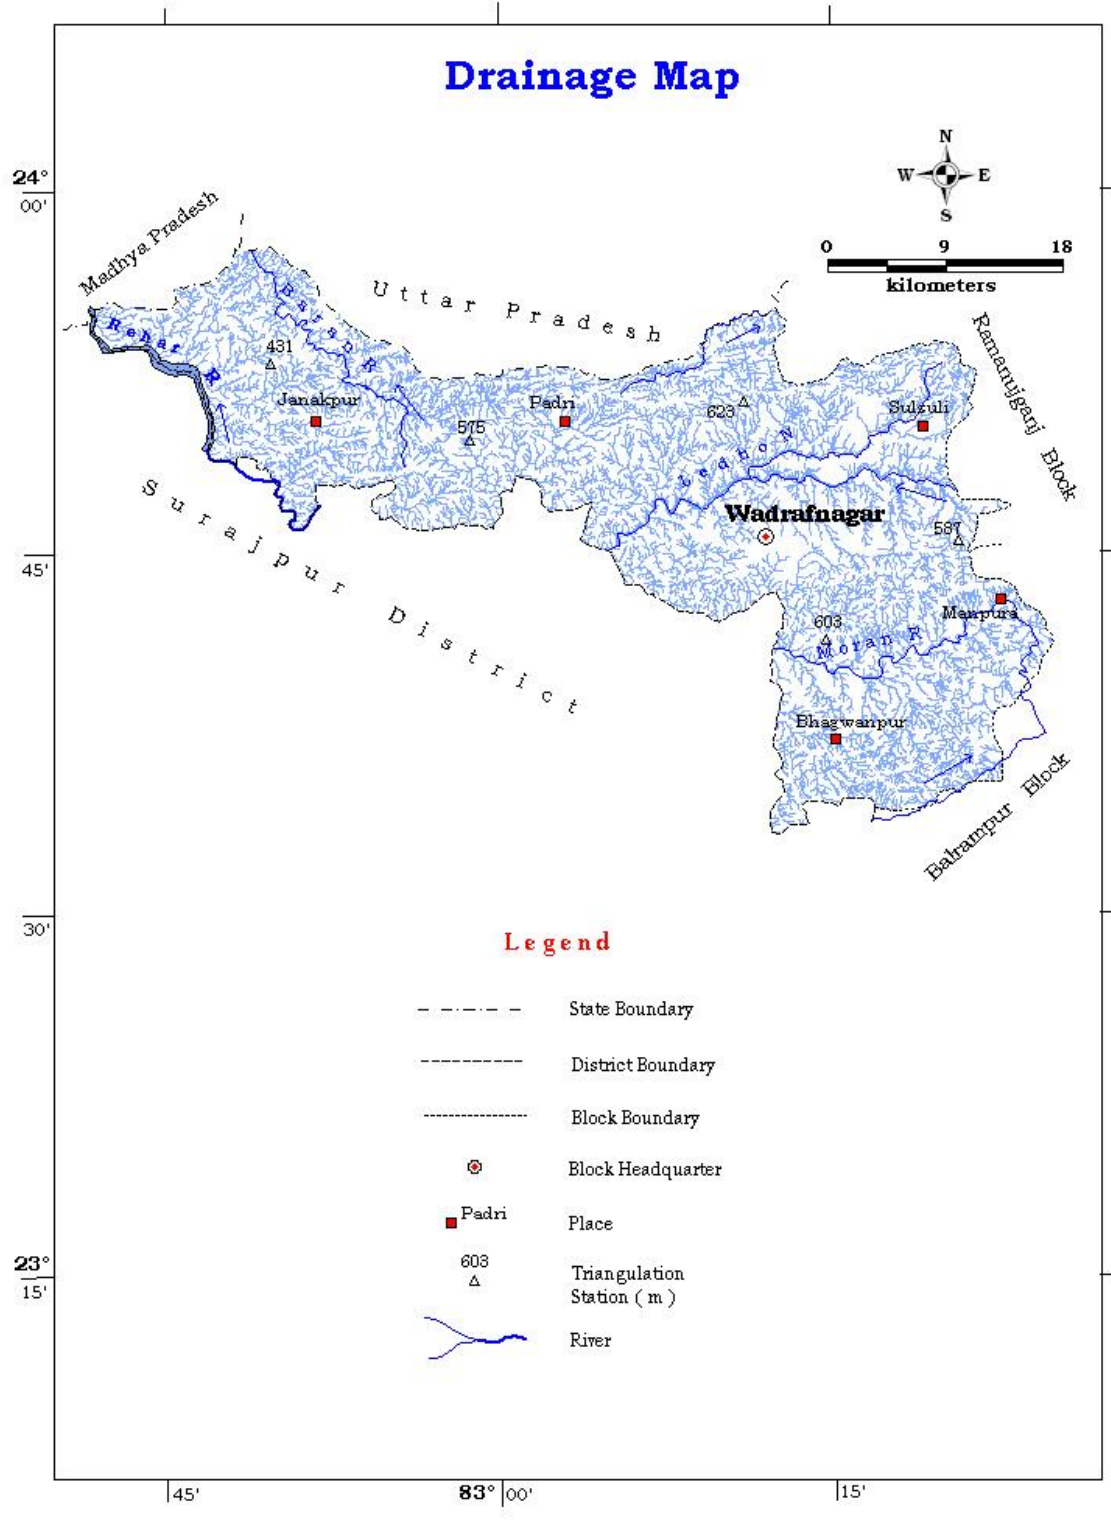 Drainage Map
N
W E
S
24°
00'
0 9 18
kilometers
Madhya Pradesh
Uttar Pradesh
Ramanujganj Block
Rehar R
431
Janakpur
575
Padri
623
Sulsuli
Ledho N
Wadrafnagar
587
Surajpur District
45'
Manpura
603
Moran R
Bhagwanpur
Balrampur Block
30'
Legend
State Boundary
District Boundary
Block Boundary
Block Headquarter
Padri
Place
603
Triangulation
Station ( m )
River
23°
15'
45' 83° 00' 15'